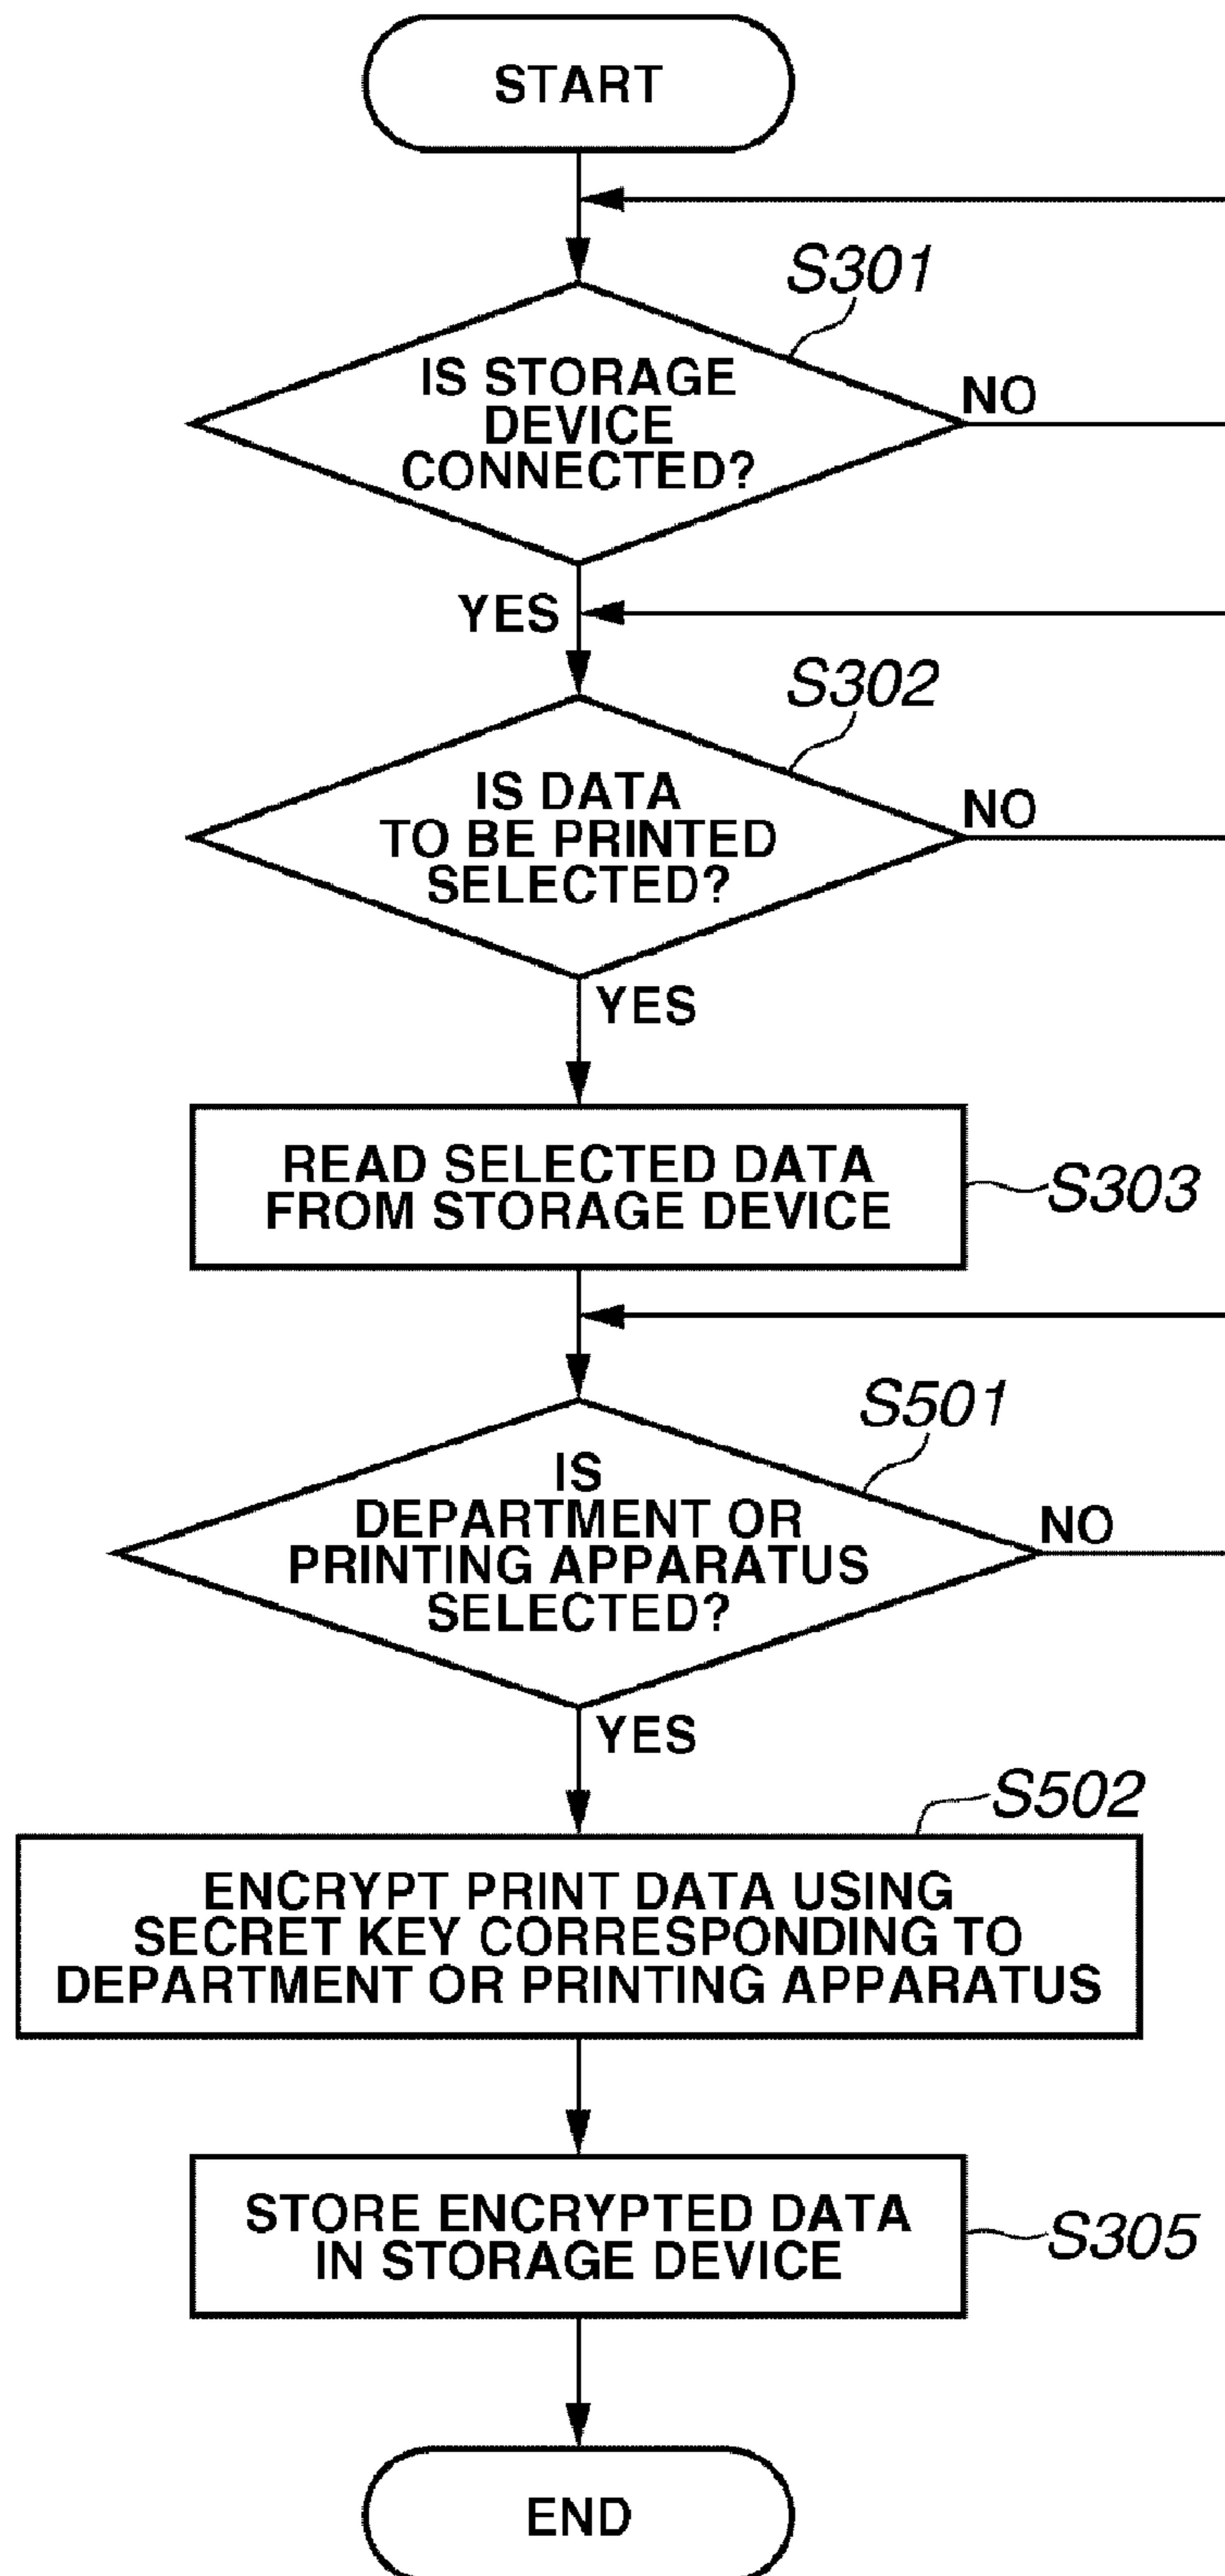 START
S301
IS STORAGE
DEVICE
CONNECTED?
NO
YES
S302
IS DATA
TO BE PRINTED
SELECTED?
NO
YES
READ SELECTED DATA
FROM STORAGE DEVICE
S303
S501
IS
DEPARTMENT OR
PRINTING APPARATUS
SELECTED?
NO
YES
S502
ENCRYPT PRINT DATA USING
SECRET KEY CORRESPONDING TO
DEPARTMENT OR PRINTING APPARATUS
STORE ENCRYPTED DATA
IN STORAGE DEVICE
S305
END